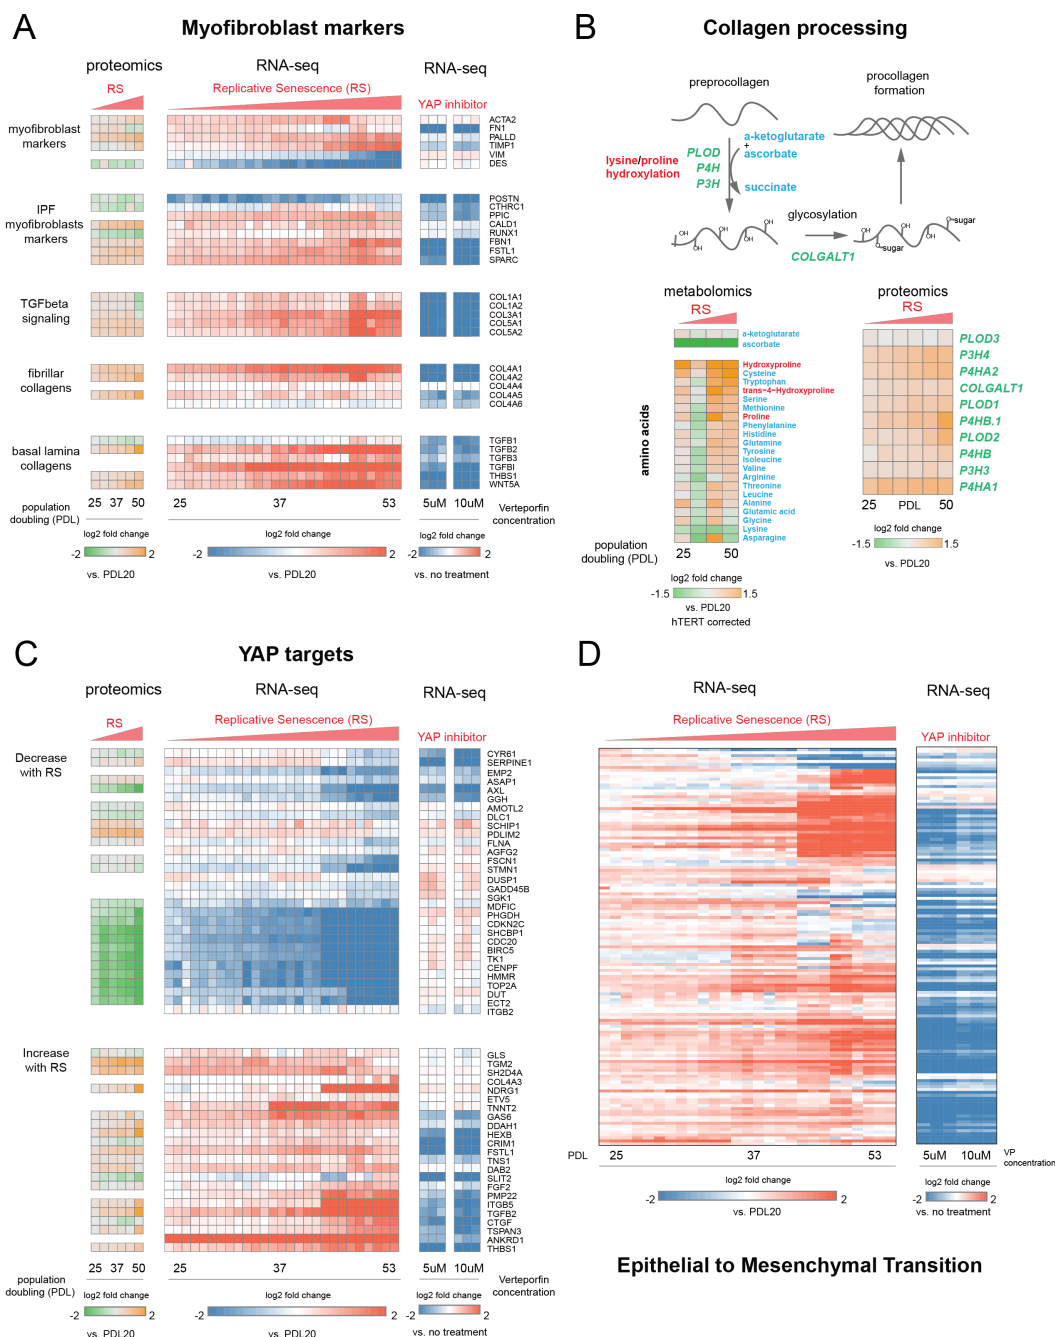 A
Myofibroblast markers
proteomics
RNA-seq
RNA-seq
RS
Replicative Senescence (RS)
YAP inhibitor
myofibroblast
markers
ACTA2
FN1
PALLD
TIMP1
VIM
DES
IPF
myofibroblasts
markers
POSTN
CTHRC1
PPIC
CALD1
RUNX1
FBN1
FSTL1
SPARC
TGFbeta
signaling
COL1A1
COL1A2
COL3A1
COL5A1
COL5A2
fibrillar
collagens
COL4A1
COL4A2
COL4A4
COL4A5
COL4A6
basal lamina
collagens
TGFB1
TGFB2
TGFB3
TGFBI
THBS1
WNT5A
population
doubling (PDL)
25 37 50
25 37 53
5uM 10uM
Verteporfin
concentration
log2 fold change
-2 2
vs. PDL20
log2 fold change
-2 2
vs. PDL20
log2 fold change
-2 2
vs. no treatment
B
Collagen processing
preprocollagen
procollagen
formation
a-ketoglutarate
+
ascorbate
lysine/proline
hydroxylation
PLOD
P4H
P3H
succinate
glycosylation
COLGALT1
OH
OH
OH
OH
OH
OH
OH
OH
O-sugar
O
sugar
metabolomics
RS
a-ketoglutarate
ascorbate
amino acids
Hydroxyproline
Cysteine
Tryptophan
trans-4-Hydroxyproline
Serine
Methionine
Proline
Phenylalanine
Histidine
Glutamine
Tyrosine
Isoleucine
Valine
Arginine
Threonine
Leucine
Alanine
Glutamic acid
Glycine
Lysine
Asparagine
population
doubling (PDL)
25 50
log2 fold change
-1.5 1.5
vs. PDL20
hTERT corrected
proteomics
RS
PLOD3
P3H4
P4HA2
COLGALT1
PLOD1
P4HB.1
PLOD2
P4HB
P3H3
P4HA1
25 PDL 50
log2 fold change
-1.5 1.5
vs. PDL20
C
YAP targets
proteomics
RNA-seq
RNA-seq
RS
Replicative Senescence (RS)
YAP inhibitor
Decrease
with RS
CYR61
SERPINE1
EMP2
ASAP1
AXL
GGH
AMOTL2
DLC1
SCHIP1
PDLIM2
FLNA
AGFG2
FSCN1
STMN1
DUSP1
GADD45B
SGK1
MDFIC
PHGDH
CDKN2C
SHCBP1
CDC20
BIRC5
TK1
CENPF
HMMR
TOP2A
DUT
ECT2
ITGB2
Increase
with RS
GLS
TGM2
SH2D4A
COL4A3
NDRG1
ETV5
TNNT2
GAS6
DDAH1
HEXB
CRIM1
FSTL1
TNS1
DAB2
SLIT2
FGF2
PMP22
ITGB5
TGFB2
CTGF
TSPAN3
ANKRD1
THBS1
population
doubling (PDL)
25 37 50
25 37 53
5uM 10uM
Verteporfin
concentration
log2 fold change
-2 2
vs. PDL20
log2 fold change
-2 2
vs. PDL20
log2 fold change
-2 2
vs. no treatment
D
RNA-seq
RNA-seq
Replicative Senescence (RS)
YAP inhibitor
PDL
25 37 53
5uM 10uM
VP
concentration
log2 fold change
-2 2
vs. PDL20
log2 fold change
-2 2
vs. no treatment
Epithelial to Mesenchymal Transition